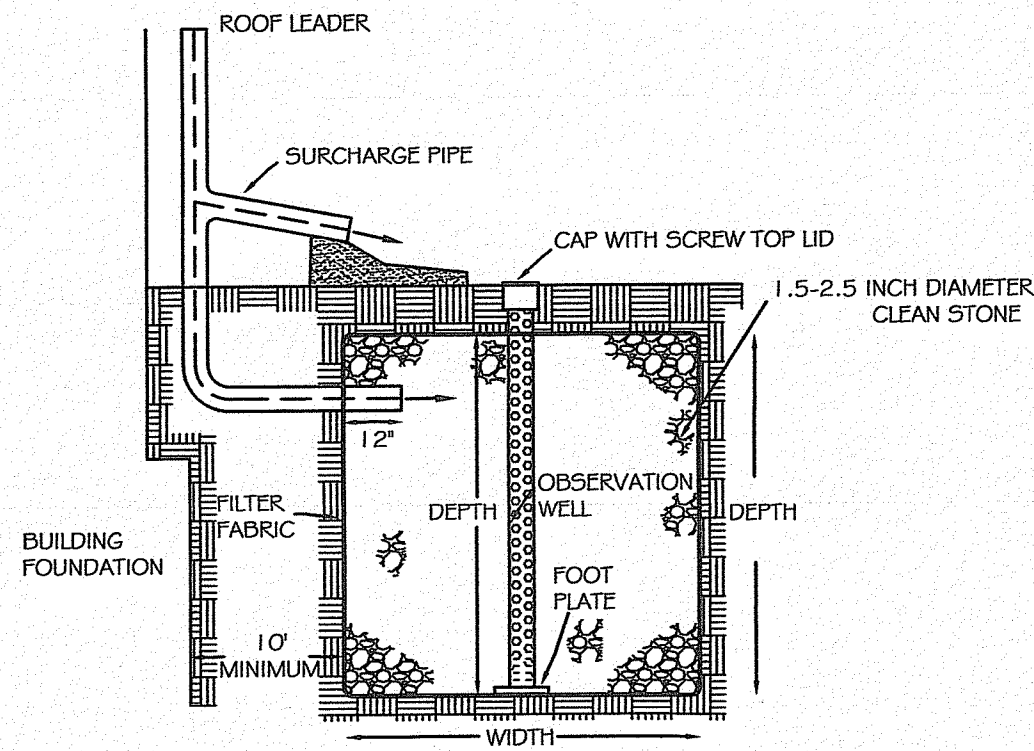 ROOF LEADER
SURCHARGE PIPE
CAP WITH SCREW TOP LID
1.5-2.5 INCH DIAMETER
CLEAN STONE
12"
FILTER
FABRIC
DEPTH
OBSERVATION
WELL
DEPTH
BUILDING
FOUNDATION
FOOT
PLATE
10'
MINIMUM
WIDTH